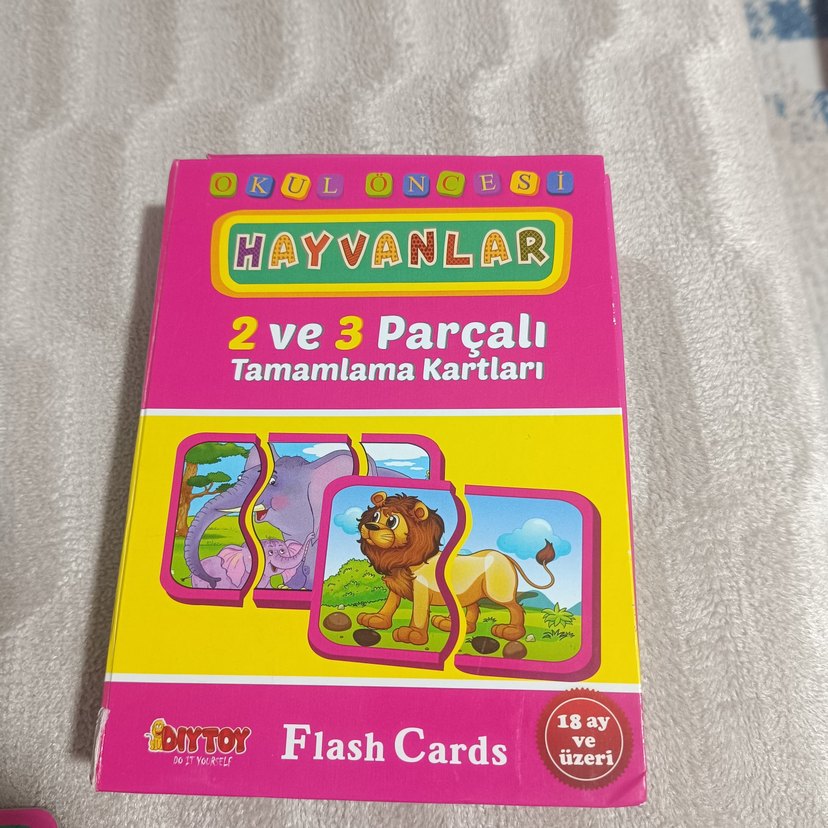 OKUL ÖNCESİ
HAYVANLAR
2 ve 3 Parçalı
Tamamlama Kartları
DIYTOY
DO IT YOURSELF
Flash Cards
18 ay
ve
üzeri